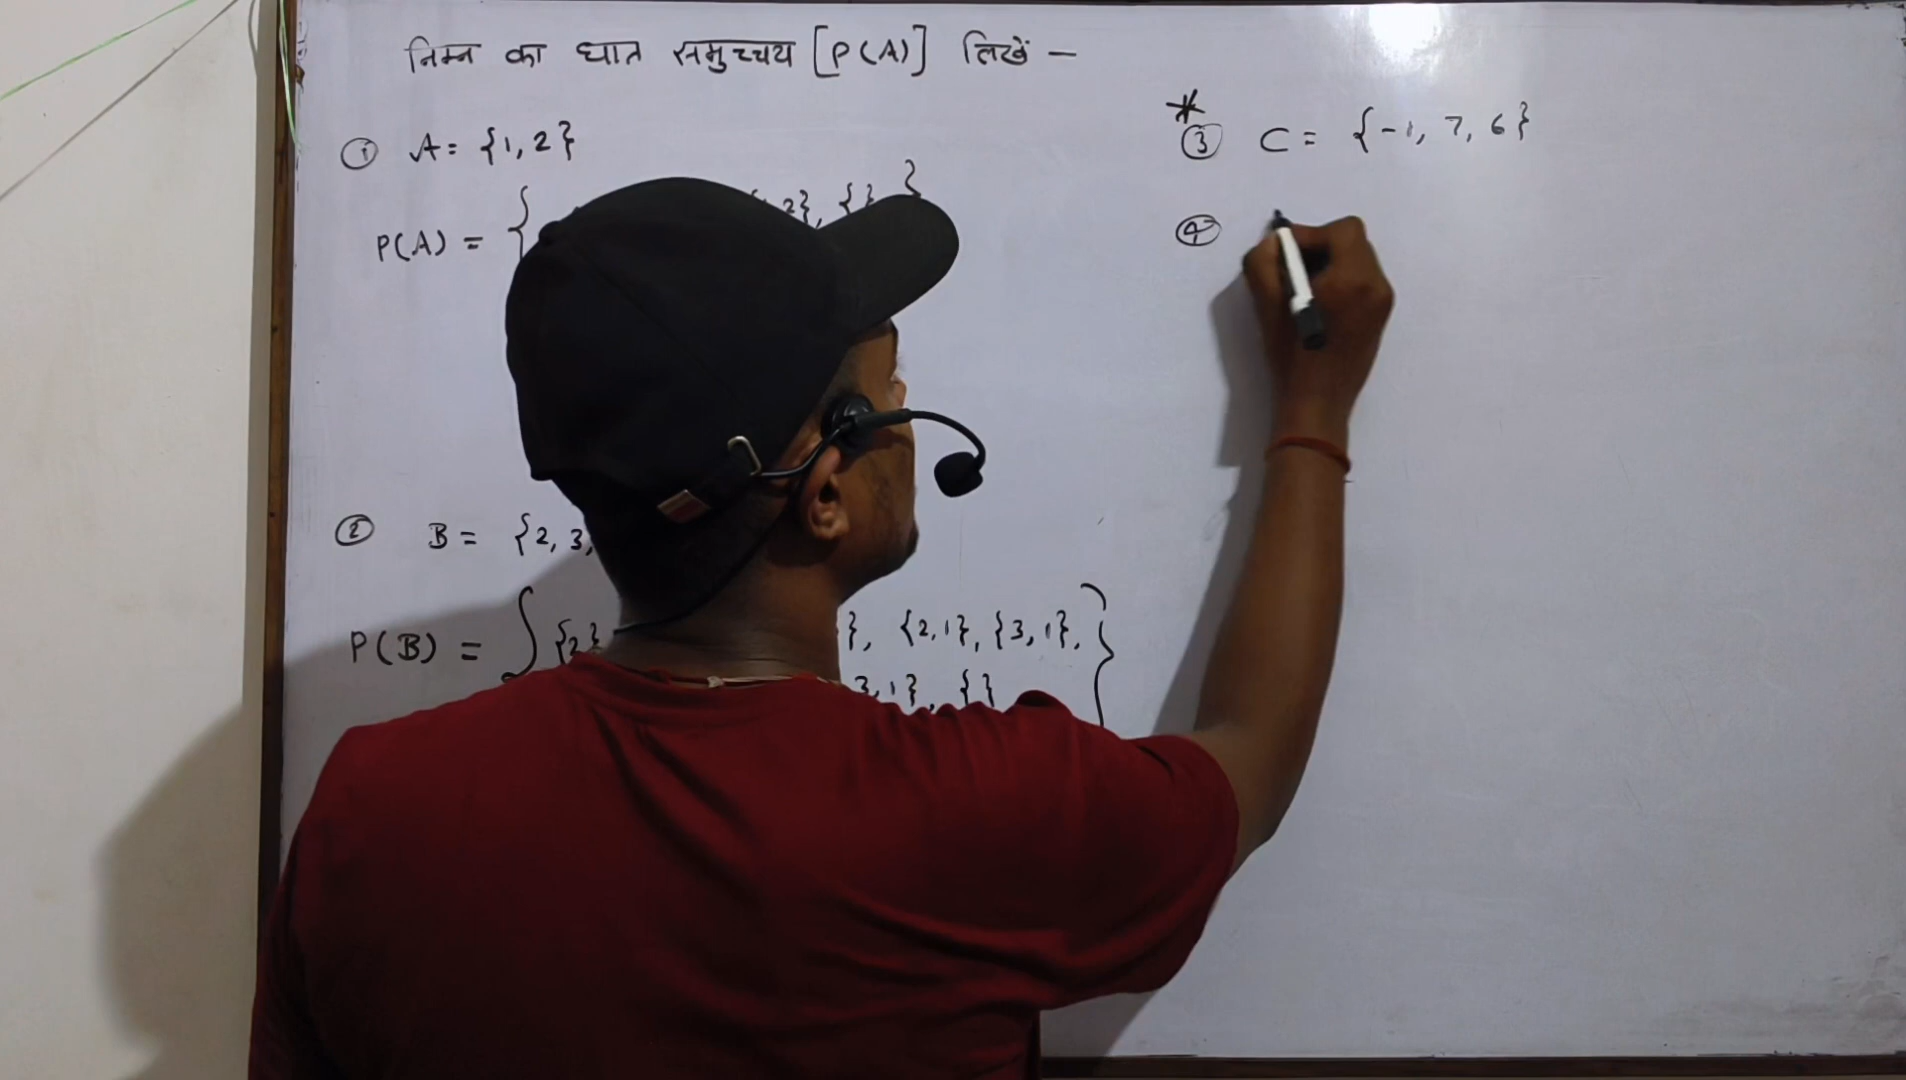 निम्न का घात समुच्चय [P(A)] लिखें —
① A = {1, 2}
P(A) = { 2}, {} }
② B = {2, 3,
P(B) = { {2} }, {2,1}, {3,1},
3,1}, {} }
* ③ C = {-1, 7, 6}
④